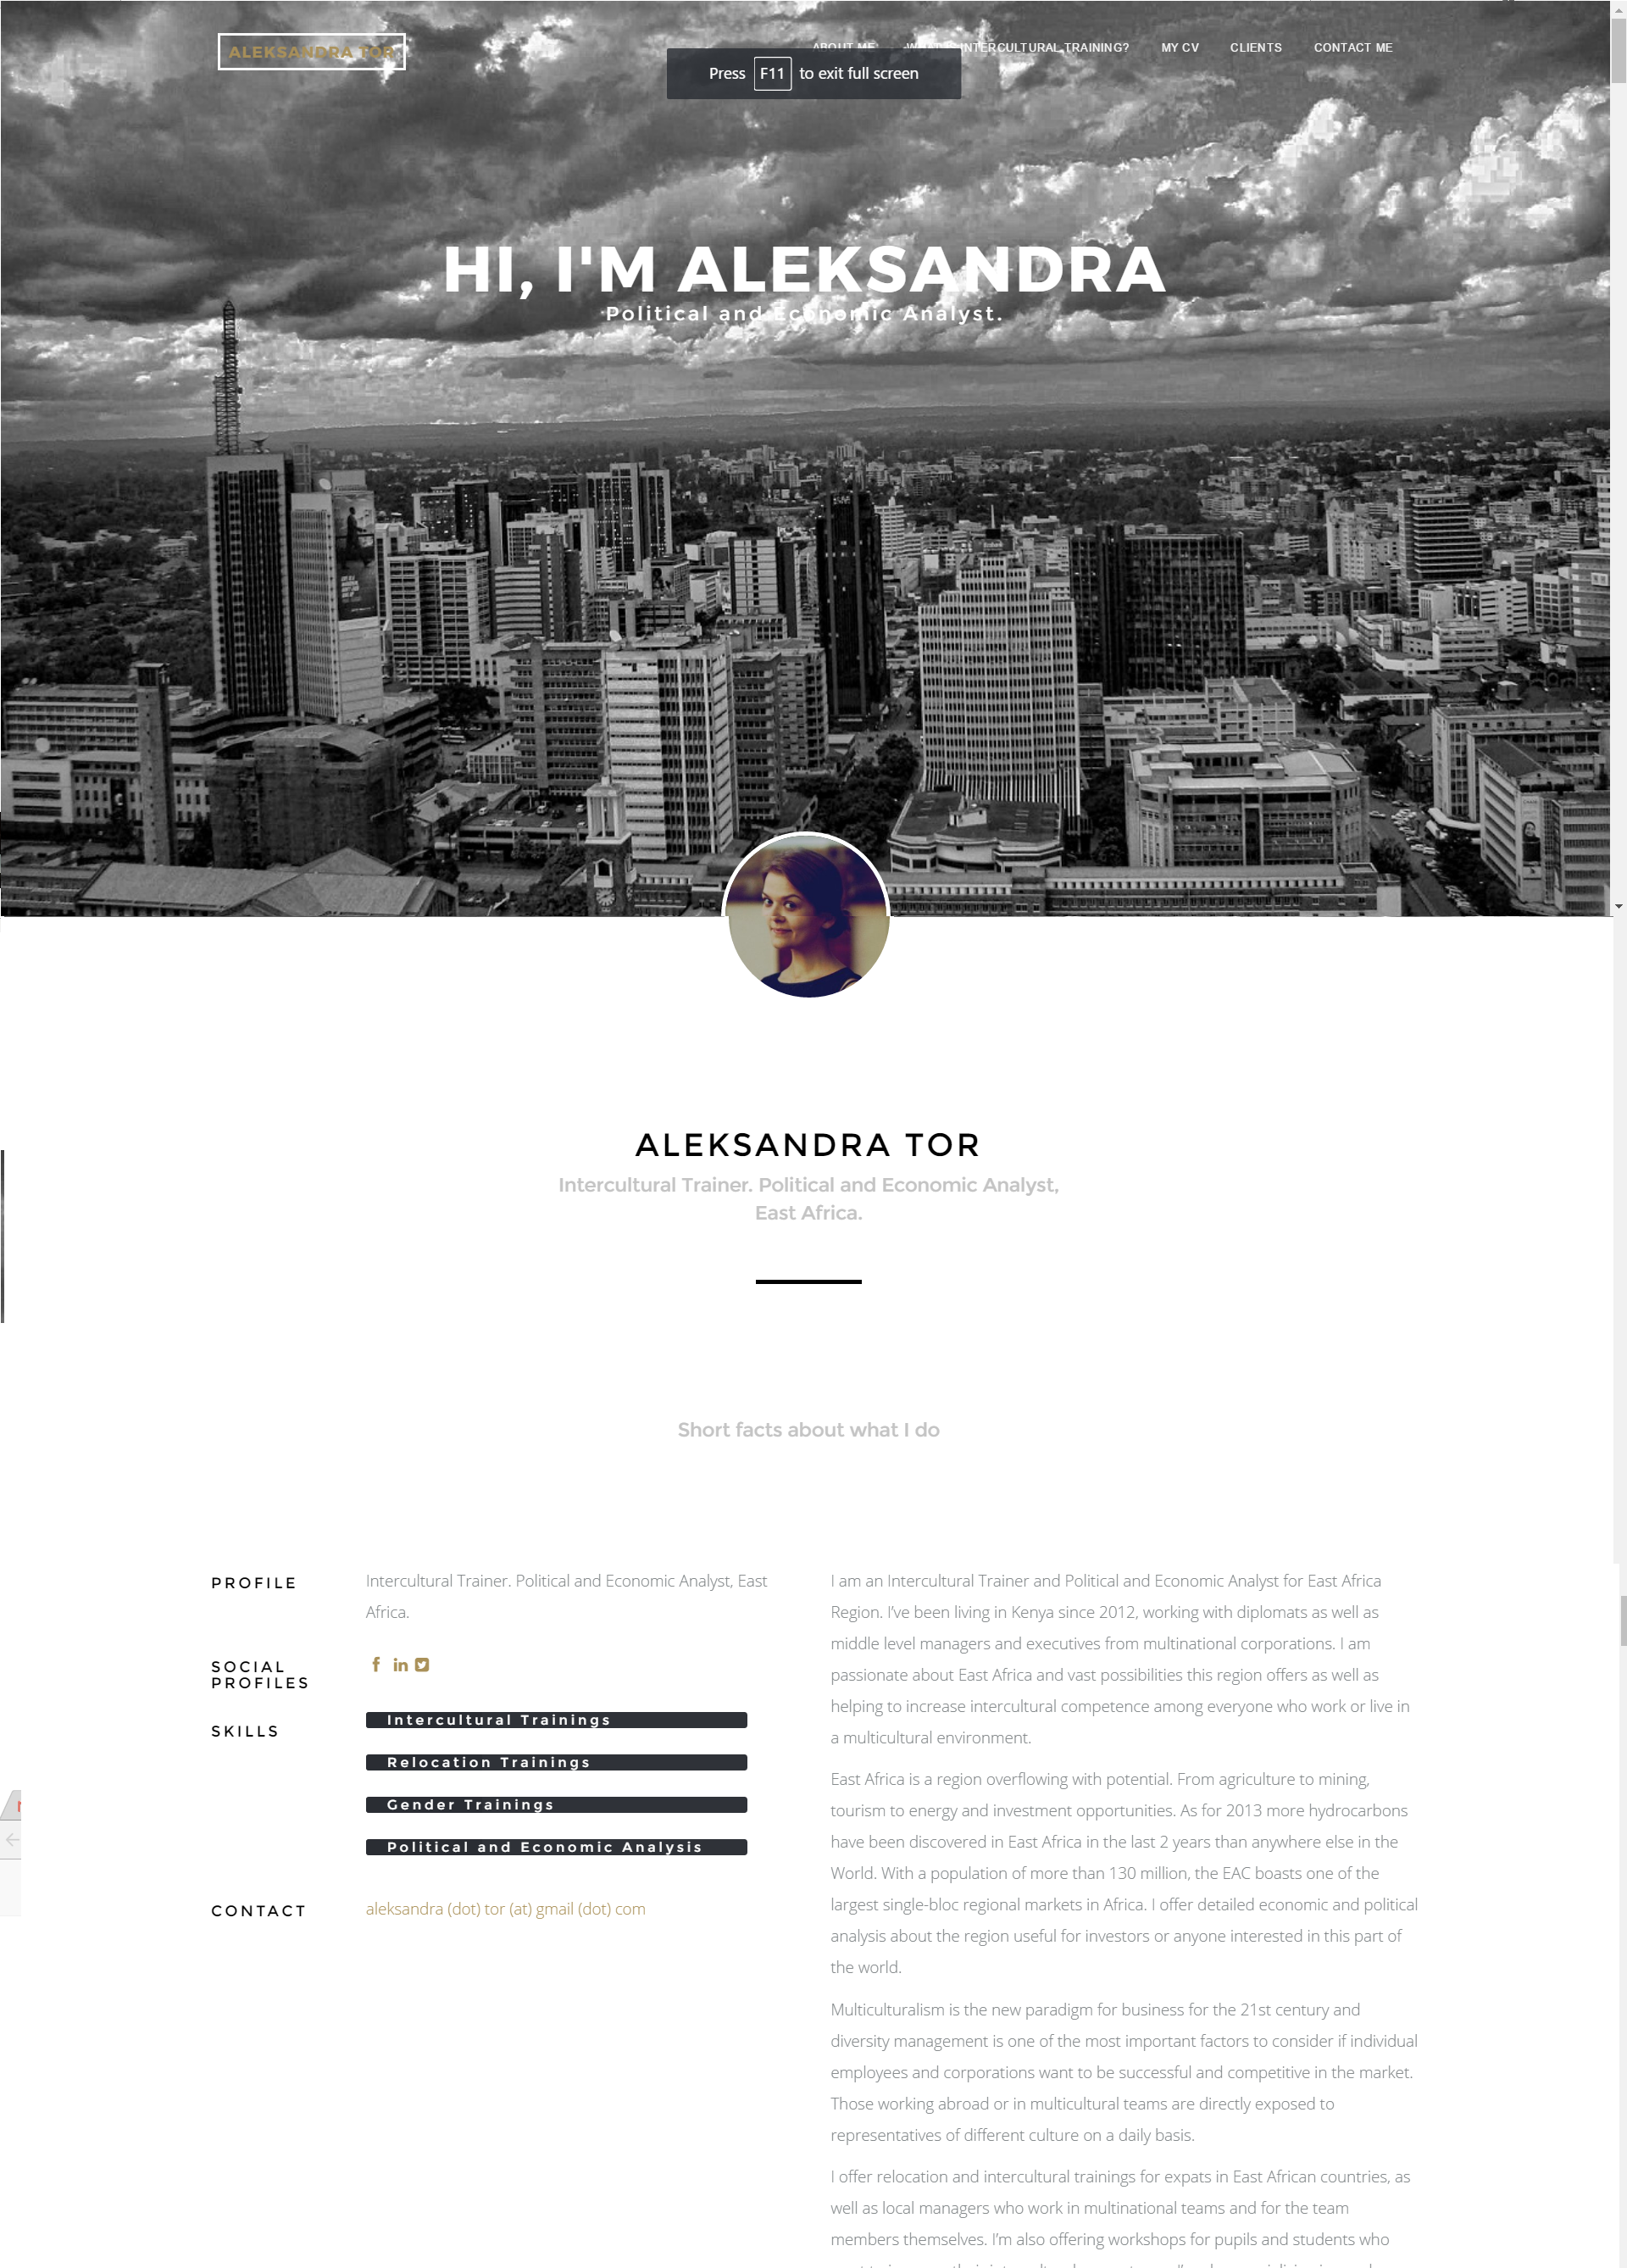 ALEKSANDRA TOR
ABOUT ME
INTERCULTURAL TRAINING?
MY CV
CLIENTS
CONTACT ME
Press F11 to exit full screen
HI, I'M ALEKSANDRA
Political and Economic Analyst.
ALEKSANDRA TOR
Intercultural Trainer. Political and Economic Analyst,
East Africa.
Short facts about what I do
PROFILE
Intercultural Trainer. Political and Economic Analyst, East
Africa.
SOCIAL
PROFILES
SKILLS
Intercultural Trainings
Relocation Trainings
Gender Trainings
Political and Economic Analysis
CONTACT
aleksandra (dot) tor (at) gmail (dot) com
I am an Intercultural Trainer and Political and Economic Analyst for East Africa
Region. I've been living in Kenya since 2012, working with diplomats as well as
middle level managers and executives from multinational corporations. I am
passionate about East Africa and vast possibilities this region offers as well as
helping to increase intercultural competence among everyone who work or live in
a multicultural environment.
East Africa is a region overflowing with potential. From agriculture to mining,
tourism to energy and investment opportunities. As for 2013 more hydrocarbons
have been discovered in East Africa in the last 2 years than anywhere else in the
World. With a population of more than 130 million, the EAC boasts one of the
largest single-bloc regional markets in Africa. I offer detailed economic and political
analysis about the region useful for investors or anyone interested in this part of
the world.
Multiculturalism is the new paradigm for business for the 21st century and
diversity management is one of the most important factors to consider if individual
employees and corporations want to be successful and competitive in the market.
Those working abroad or in multicultural teams are directly exposed to
representatives of different culture on a daily basis.
I offer relocation and intercultural trainings for expats in East African countries, as
well as local managers who work in multinational teams and for the team
members themselves. I'm also offering workshops for pupils and students who